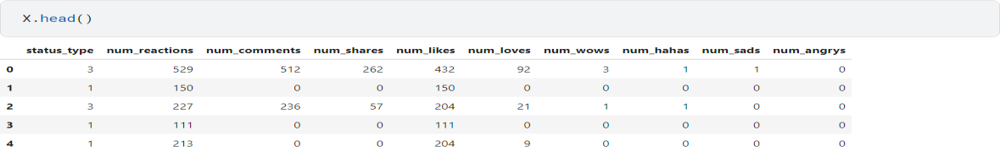 X.head()
status_type num_reactions num_comments num_shares num_likes num_loves num_wows num_hahas num_sads num_angrys
0 3 529 512 262 432 92 3 1 1 0
1 1 150 0 0 150 0 0 0 0 0
2 3 227 236 57 204 21 1 1 0 0
3 1 111 0 0 111 0 0 0 0 0
4 1 213 0 0 204 9 0 0 0 0